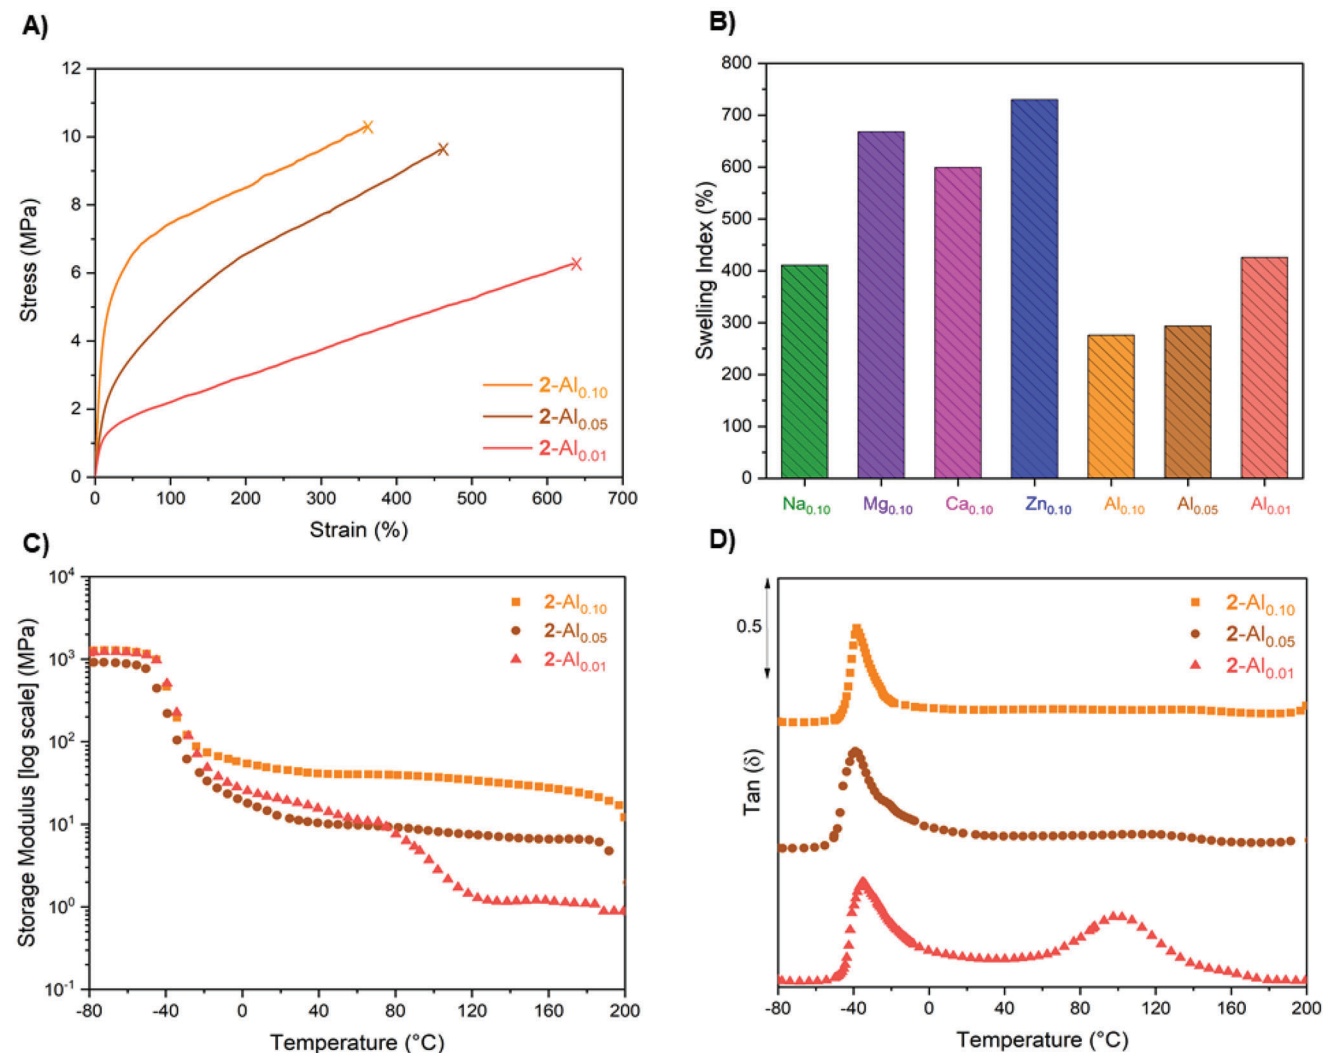 A)
12
10
8
6
4
2
0
Stress (MPa)
2-Al0.10
2-Al0.05
2-Al0.01
0 100 200 300 400 500 600 700
Strain (%)
B)
800
700
600
500
400
300
200
100
0
Swelling Index (%)
Na0.10 Mg0.10 Ca0.10 Zn0.10 Al0.10 Al0.05 Al0.01
C)
10^4
10^3
10^2
10^1
10^0
10^-1
Storage Modulus [log scale] (MPa)
2-Al0.10
2-Al0.05
2-Al0.01
-80 -40 0 40 80 120 160 200
Temperature (°C)
D)
0.5
Tan (δ)
2-Al0.10
2-Al0.05
2-Al0.01
-80 -40 0 40 80 120 160 200
Temperature (°C)